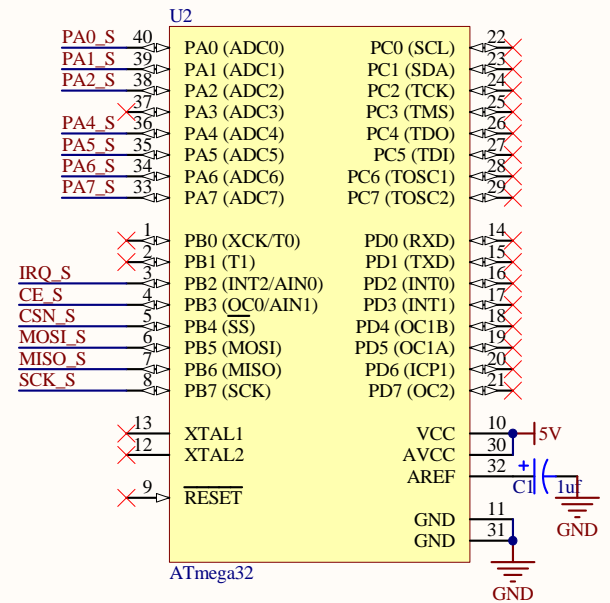 U2
PA0_S 40 PA0 (ADC0) PC0 (SCL) 22
PA1_S 39 PA1 (ADC1) PC1 (SDA) 23
PA2_S 38 PA2 (ADC2) PC2 (TCK) 24
37 PA3 (ADC3) PC3 (TMS) 25
PA4_S 36 PA4 (ADC4) PC4 (TDO) 26
PA5_S 35 PA5 (ADC5) PC5 (TDI) 27
PA6_S 34 PA6 (ADC6) PC6 (TOSC1) 28
PA7_S 33 PA7 (ADC7) PC7 (TOSC2) 29
1 PB0 (XCK/T0) PD0 (RXD) 14
2 PB1 (T1) PD1 (TXD) 15
IRQ_S 3 PB2 (INT2/AIN0) PD2 (INT0) 16
CE_S 4 PB3 (OC0/AIN1) PD3 (INT1) 17
CSN_S 5 PB4 (SS) PD4 (OC1B) 18
MOSI_S 6 PB5 (MOSI) PD5 (OC1A) 19
MISO_S 7 PB6 (MISO) PD6 (ICP1) 20
SCK_S 8 PB7 (SCK) PD7 (OC2) 21
13 XTAL1 VCC 10 5V
12 XTAL2 AVCC 30
AREF 32 + C1 1uf
9 RESET
GND 11 GND
GND 31
ATmega32
GND